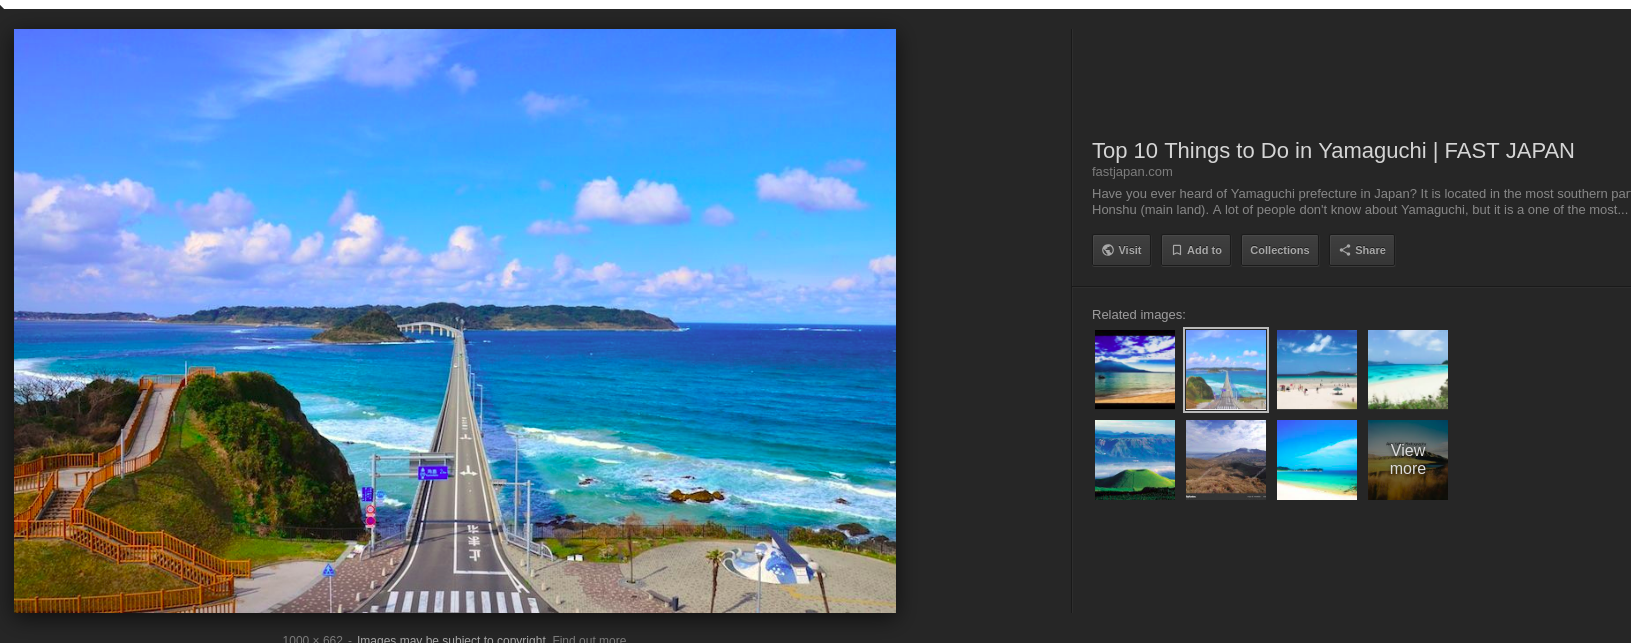 止まれ
1000 × 662 - Images may be subject to copyright. Find out more
Top 10 Things to Do in Yamaguchi | FAST JAPAN
fastjapan.com
Have you ever heard of Yamaguchi prefecture in Japan? It is located in the most southern par
Honshu (main land). A lot of people don't know about Yamaguchi, but it is a one of the most...
Visit
Add to
Collections
Share
Related images:
View
more